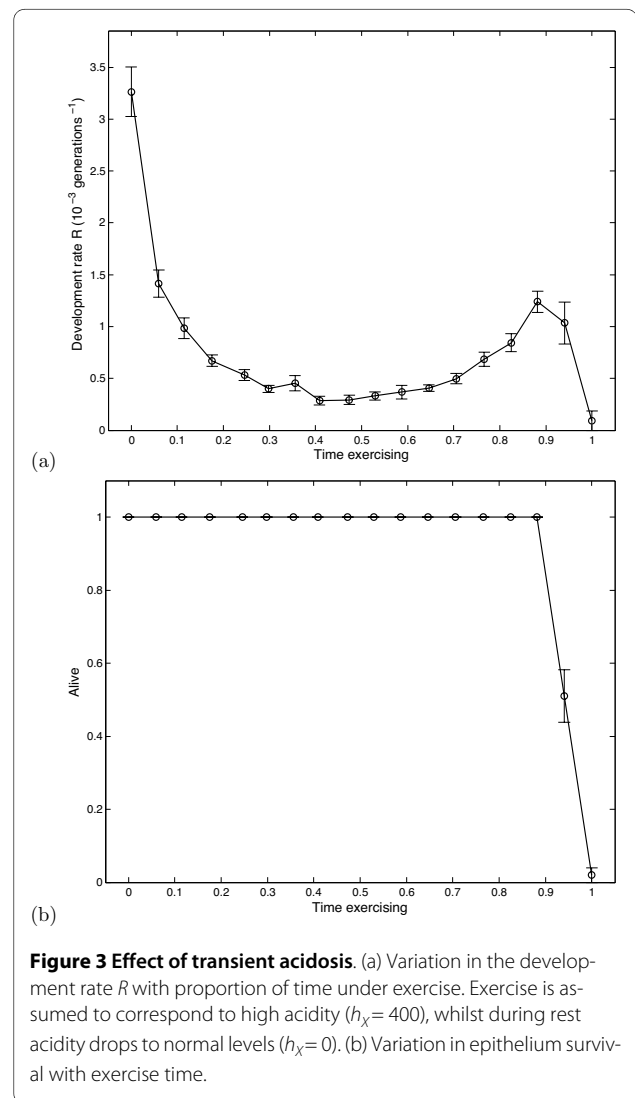 3.5
3
2.5
2
1.5
1
0.5
0
Development rate R (10⁻³ generations⁻¹)
0 0.1 0.2 0.3 0.4 0.5 0.6 0.7 0.8 0.9 1
Time exercising
(a)
1
0.8
0.6
0.4
0.2
0
Alive
0 0.1 0.2 0.3 0.4 0.5 0.6 0.7 0.8 0.9 1
Time exercising
(b)
Figure 3 Effect of transient acidosis. (a) Variation in the develop-
ment rate R with proportion of time under exercise. Exercise is as-
sumed to correspond to high acidity (hX= 400), whilst during rest
acidity drops to normal levels (hX= 0). (b) Variation in epithelium surviv-
al with exercise time.